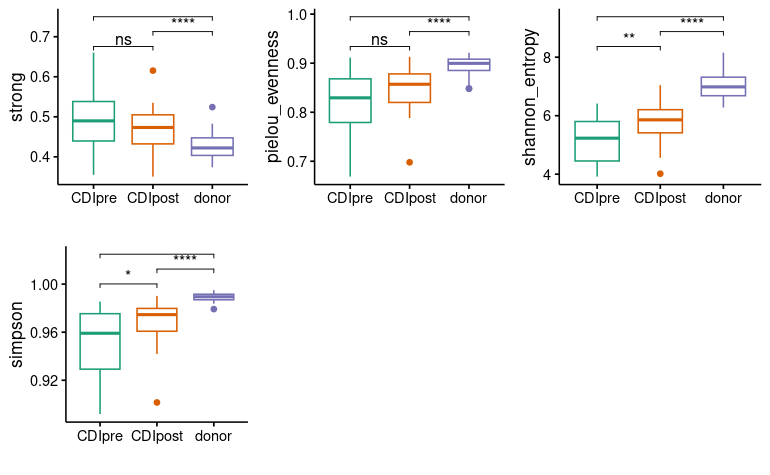 strong
0.7
0.6
0.5
0.4
ns
****
CDIpre CDIpost donor
pielou_evenness
1.0
0.9
0.8
0.7
ns
****
CDIpre CDIpost donor
shannon_entropy
8
6
4
**
****
CDIpre CDIpost donor
simpson
1.00
0.96
0.92
*
****
CDIpre CDIpost donor